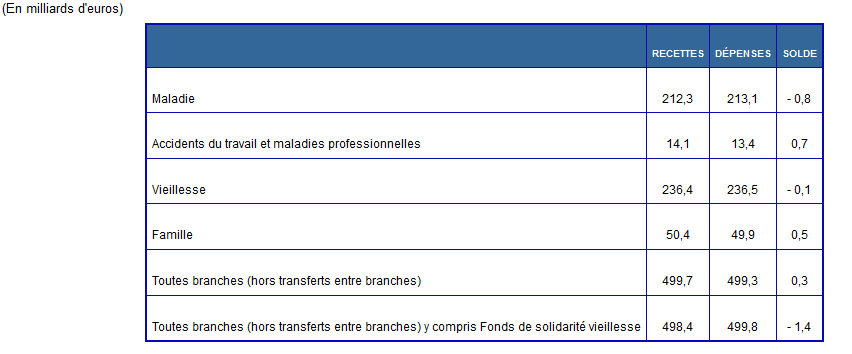 (En milliards d'euros)
RECETTES DÉPENSES SOLDE
Maladie 212,3 213,1 - 0,8
Accidents du travail et maladies professionnelles 14,1 13,4 0,7
Vieillesse 236,4 236,5 - 0,1
Famille 50,4 49,9 0,5
Toutes branches (hors transferts entre branches) 499,7 499,3 0,3
Toutes branches (hors transferts entre branches) y compris Fonds de solidarité vieillesse 498,4 499,8 - 1,4